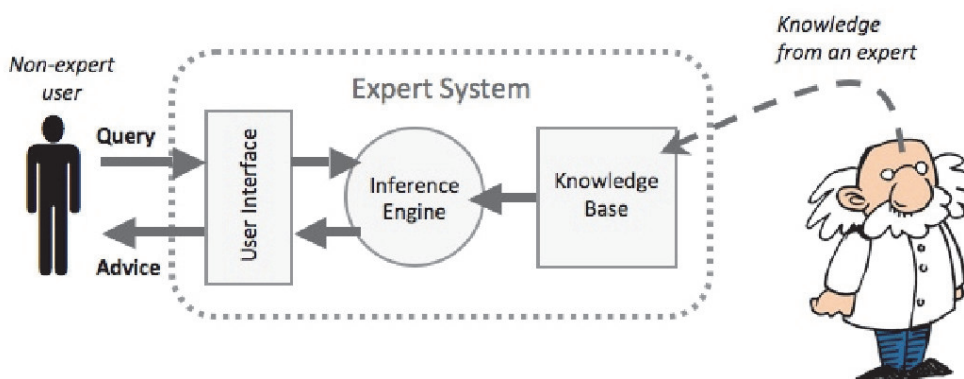 Non-expert
user
Query
Advice
Expert System
User Interface
Inference
Engine
Knowledge
Base
Knowledge
from an expert